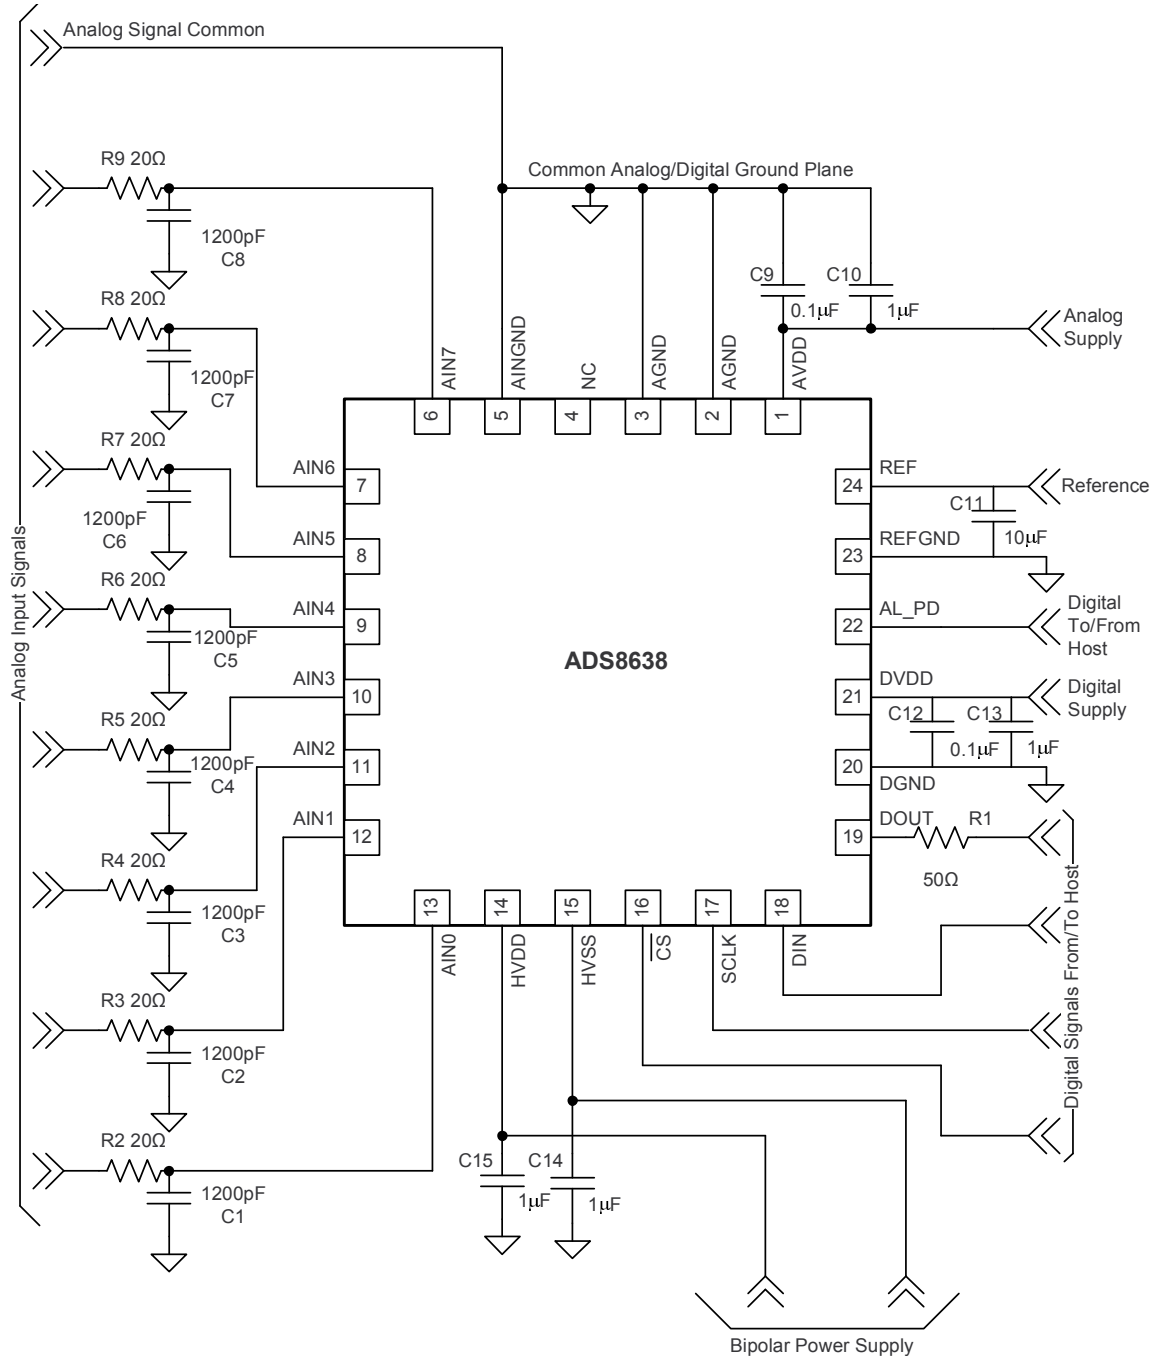 Analog Signal Common
R9 20Ω
Common Analog/Digital Ground Plane
1200pF
C8
C9
C10
0.1µF
1µF
Analog
Supply
R8 20Ω
1200pF
C7
AIN7
AINGND
NC
AGND
AGND
AVDD
6
5
4
3
2
1
R7 20Ω
1200pF
C6
AIN6
7
24
REF
Reference
C11
10µF
AIN5
8
23
REFGND
R6 20Ω
1200pF
C5
AIN4
9
22
AL_PD
Digital
To/From
Host
Analog Input Signals
ADS8638
AIN3
10
21
DVDD
Digital
Supply
C12
C13
0.1µF
1µF
R5 20Ω
1200pF
C4
AIN2
11
20
DGND
AIN1
12
19
DOUT
R1
50Ω
R4 20Ω
1200pF
C3
13
14
15
16
17
18
AIN0
HVDD
HVSS
CS
SCLK
DIN
Digital Signals From/To Host
R3 20Ω
1200pF
C2
R2 20Ω
1200pF
C1
C15
1µF
C14
1µF
Bipolar Power Supply